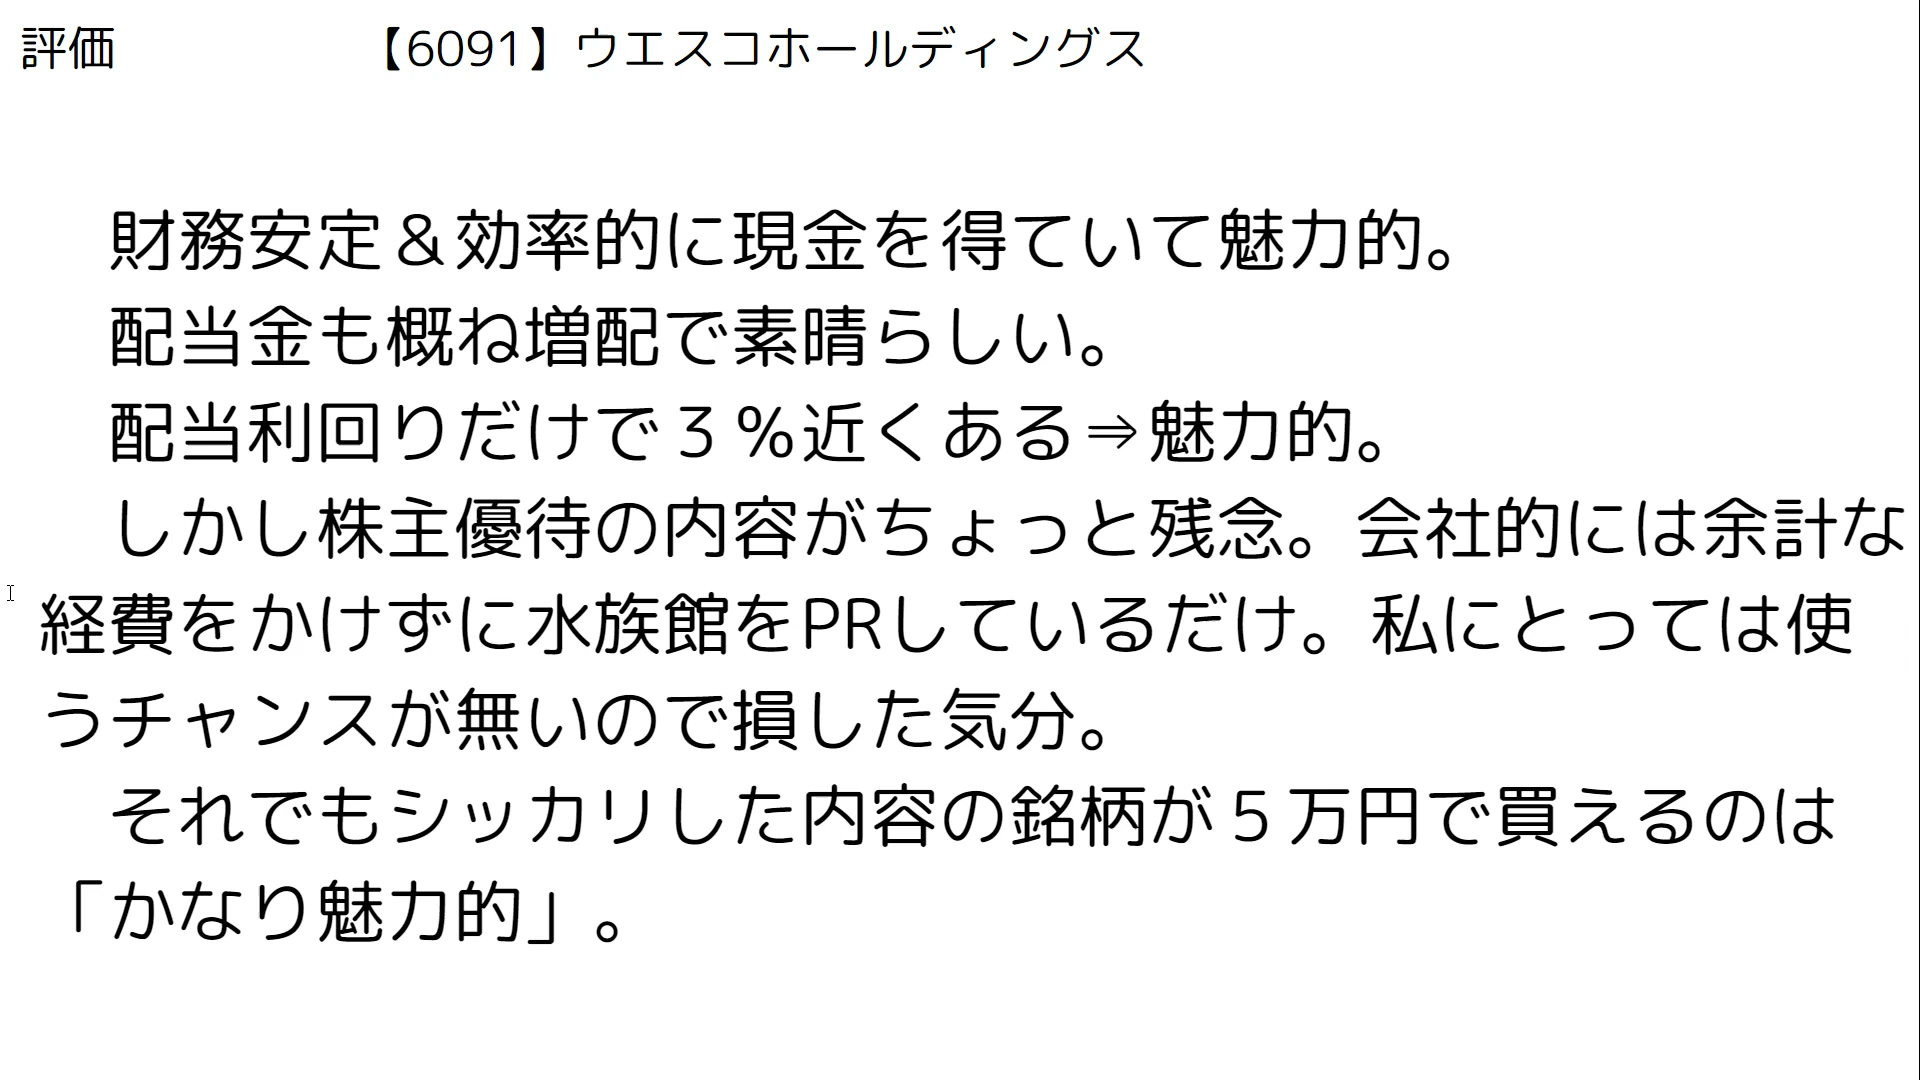 評価　【6091】ウエスコホールディングス
財務安定＆効率的に現金を得ていて魅力的。
配当金も概ね増配で素晴らしい。
配当利回りだけで３％近くある⇒魅力的。
しかし株主優待の内容がちょっと残念。会社的には余計な
経費をかけずに水族館をPRしているだけ。私にとっては使
うチャンスが無いので損した気分。
それでもシッカリした内容の銘柄が５万円で買えるのは
「かなり魅力的」。